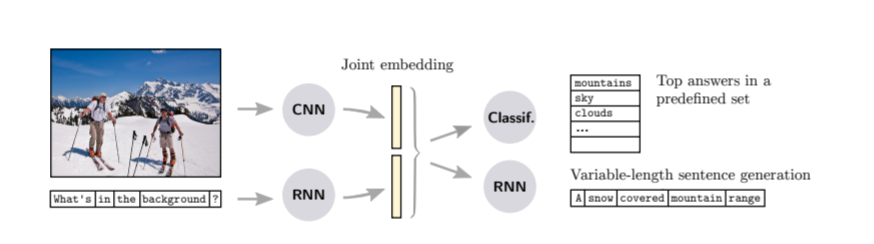 Joint embedding
CNN
RNN
What's in the background ?
Classif.
RNN
mountains
sky
clouds
...
Top answers in a
predefined set
Variable-length sentence generation
A snow covered mountain range